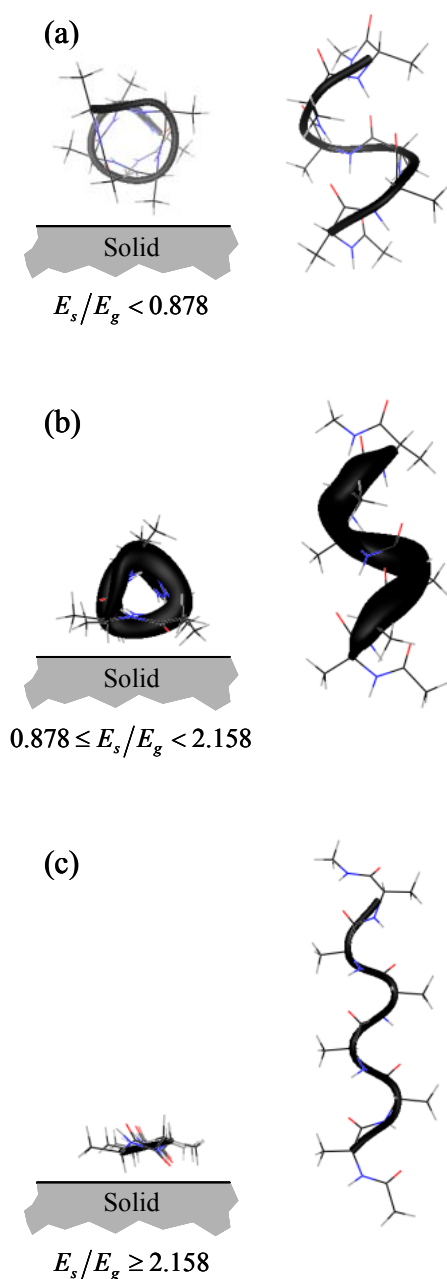 (a)
Solid
E_s/E_g < 0.878
(b)
Solid
0.878 ≤ E_s/E_g < 2.158
(c)
Solid
E_s/E_g ≥ 2.158